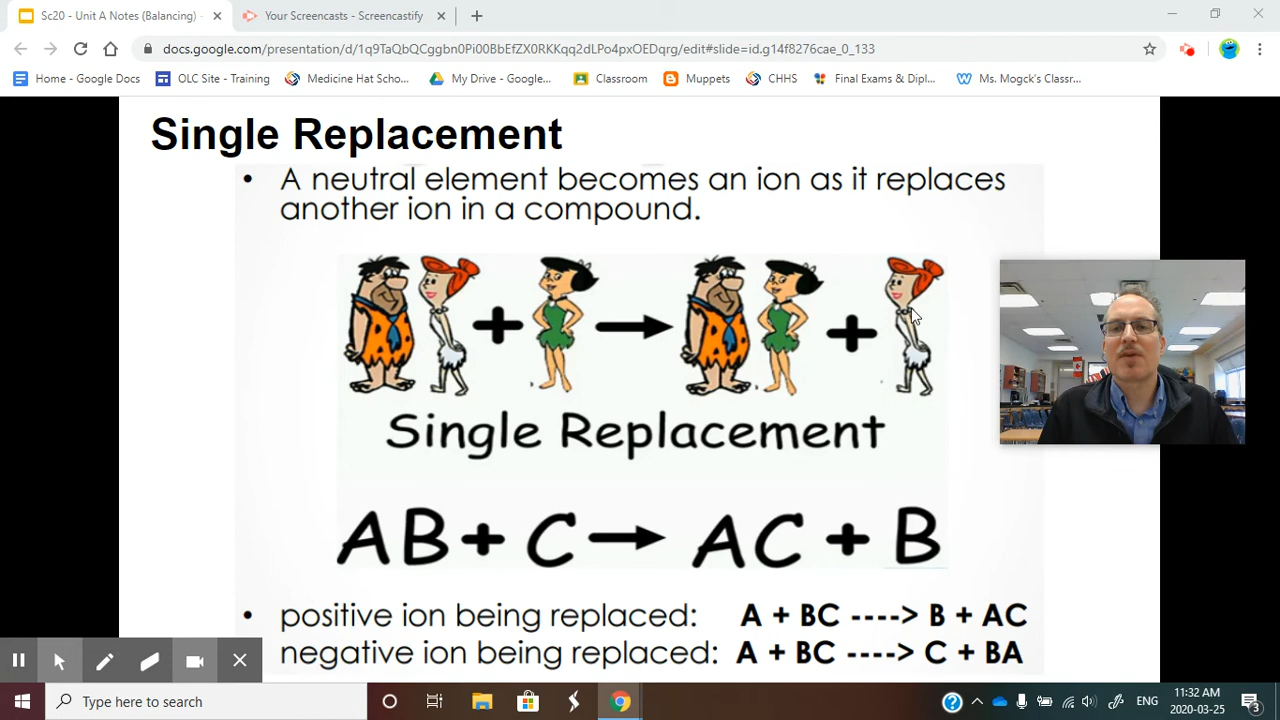 Sc20 - Unit A Notes (Balancing) -
Your Screencasts - Screencastify
docs.google.com/presentation/d/1q9TaQbQCggbn0Pi00BbEfZX0RKKqq2dLPo4pxOEDqrg/edit#slide=id.g14f8276cae_0_133
Home - Google Docs
OLC Site - Training
Medicine Hat Scho...
My Drive - Google...
Classroom
Muppets
CHHS
Final Exams & Dipl...
Ms. Mogck's Classr...
Single Replacement
• A neutral element becomes an ion as it replaces
another ion in a compound.
+ → +
Single Replacement
AB + C → AC + B
• positive ion being replaced: A + BC ----> B + AC
negative ion being replaced: A + BC ----> C + BA
Type here to search
ENG
11:32 AM
2020-03-25
3